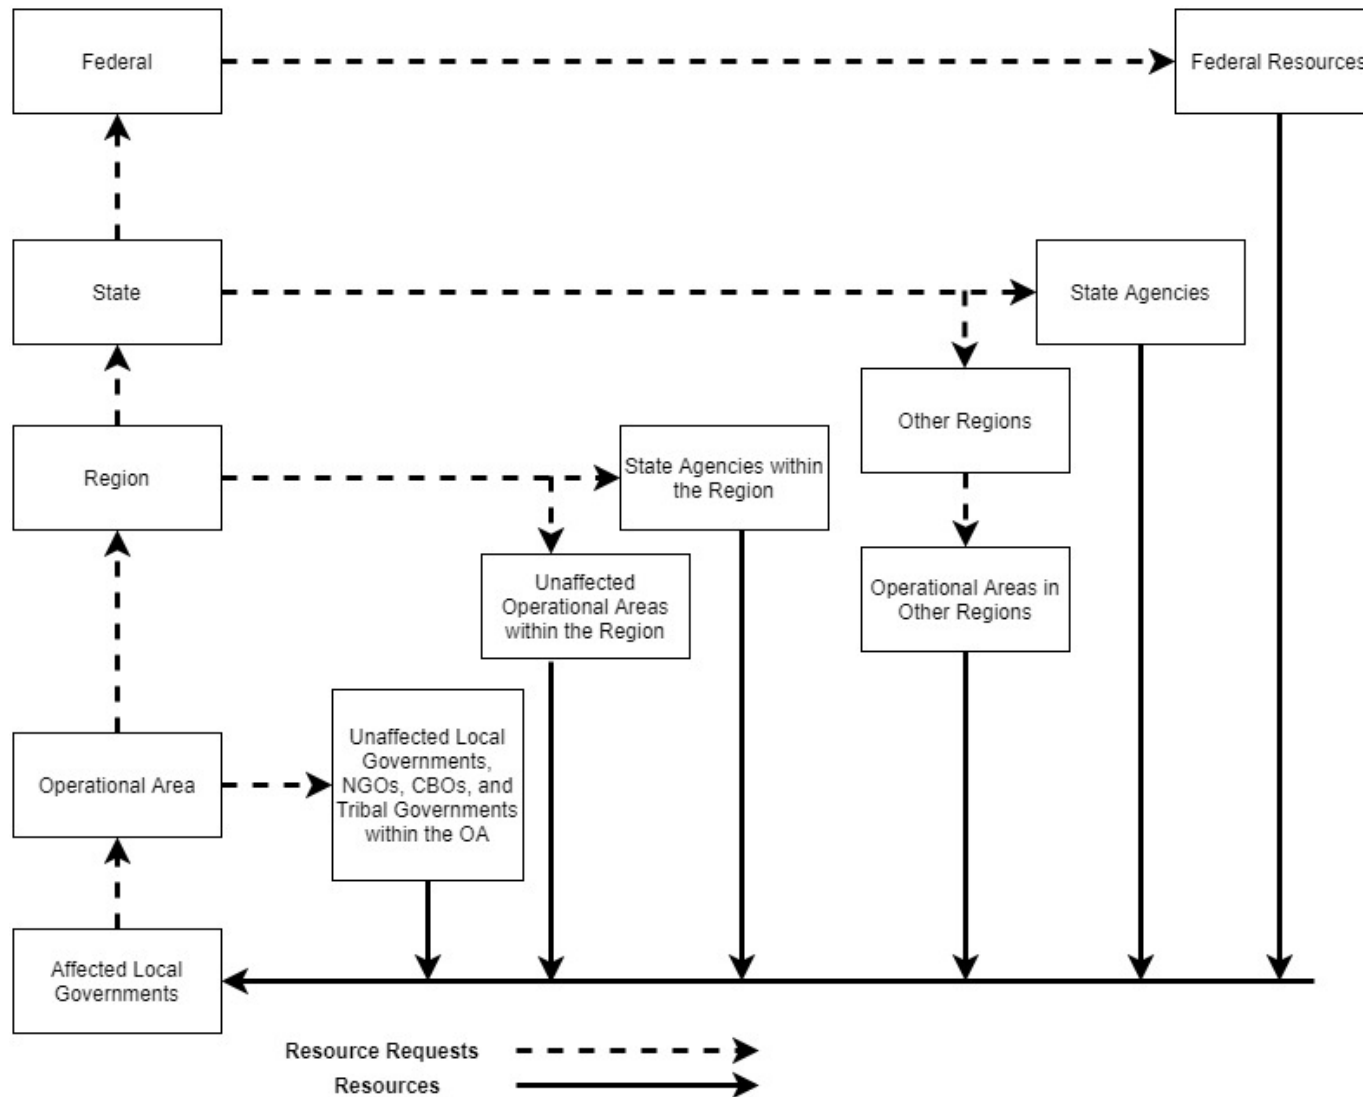 Federal
Federal Resources
State
State Agencies
Other Regions
Region
State Agencies within
the Region
Unaffected
Operational Areas
within the Region
Operational Areas in
Other Regions
Unaffected Local
Governments,
NGOs, CBOs, and
Tribal Governments
within the OA
Operational Area
Affected Local
Governments
Resource Requests
Resources